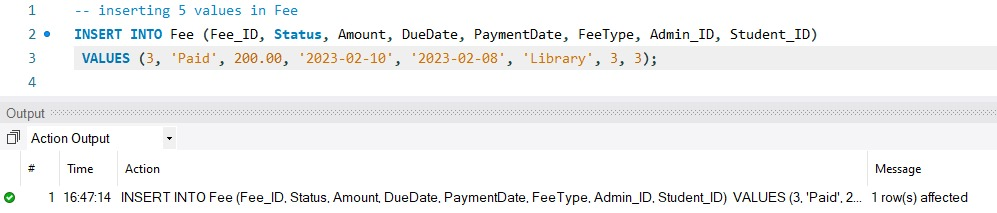 1 -- inserting 5 values in Fee
2 INSERT INTO Fee (Fee_ID, Status, Amount, DueDate, PaymentDate, FeeType, Admin_ID, Student_ID)
3 VALUES (3, 'Paid', 200.00, '2023-02-10', '2023-02-08', 'Library', 3, 3);
4
Output
Action Output
# Time Action Message
1 16:47:14 INSERT INTO Fee (Fee_ID, Status, Amount, DueDate, PaymentDate, FeeType, Admin_ID, Student_ID) VALUES (3, 'Paid', 2... 1 row(s) affected